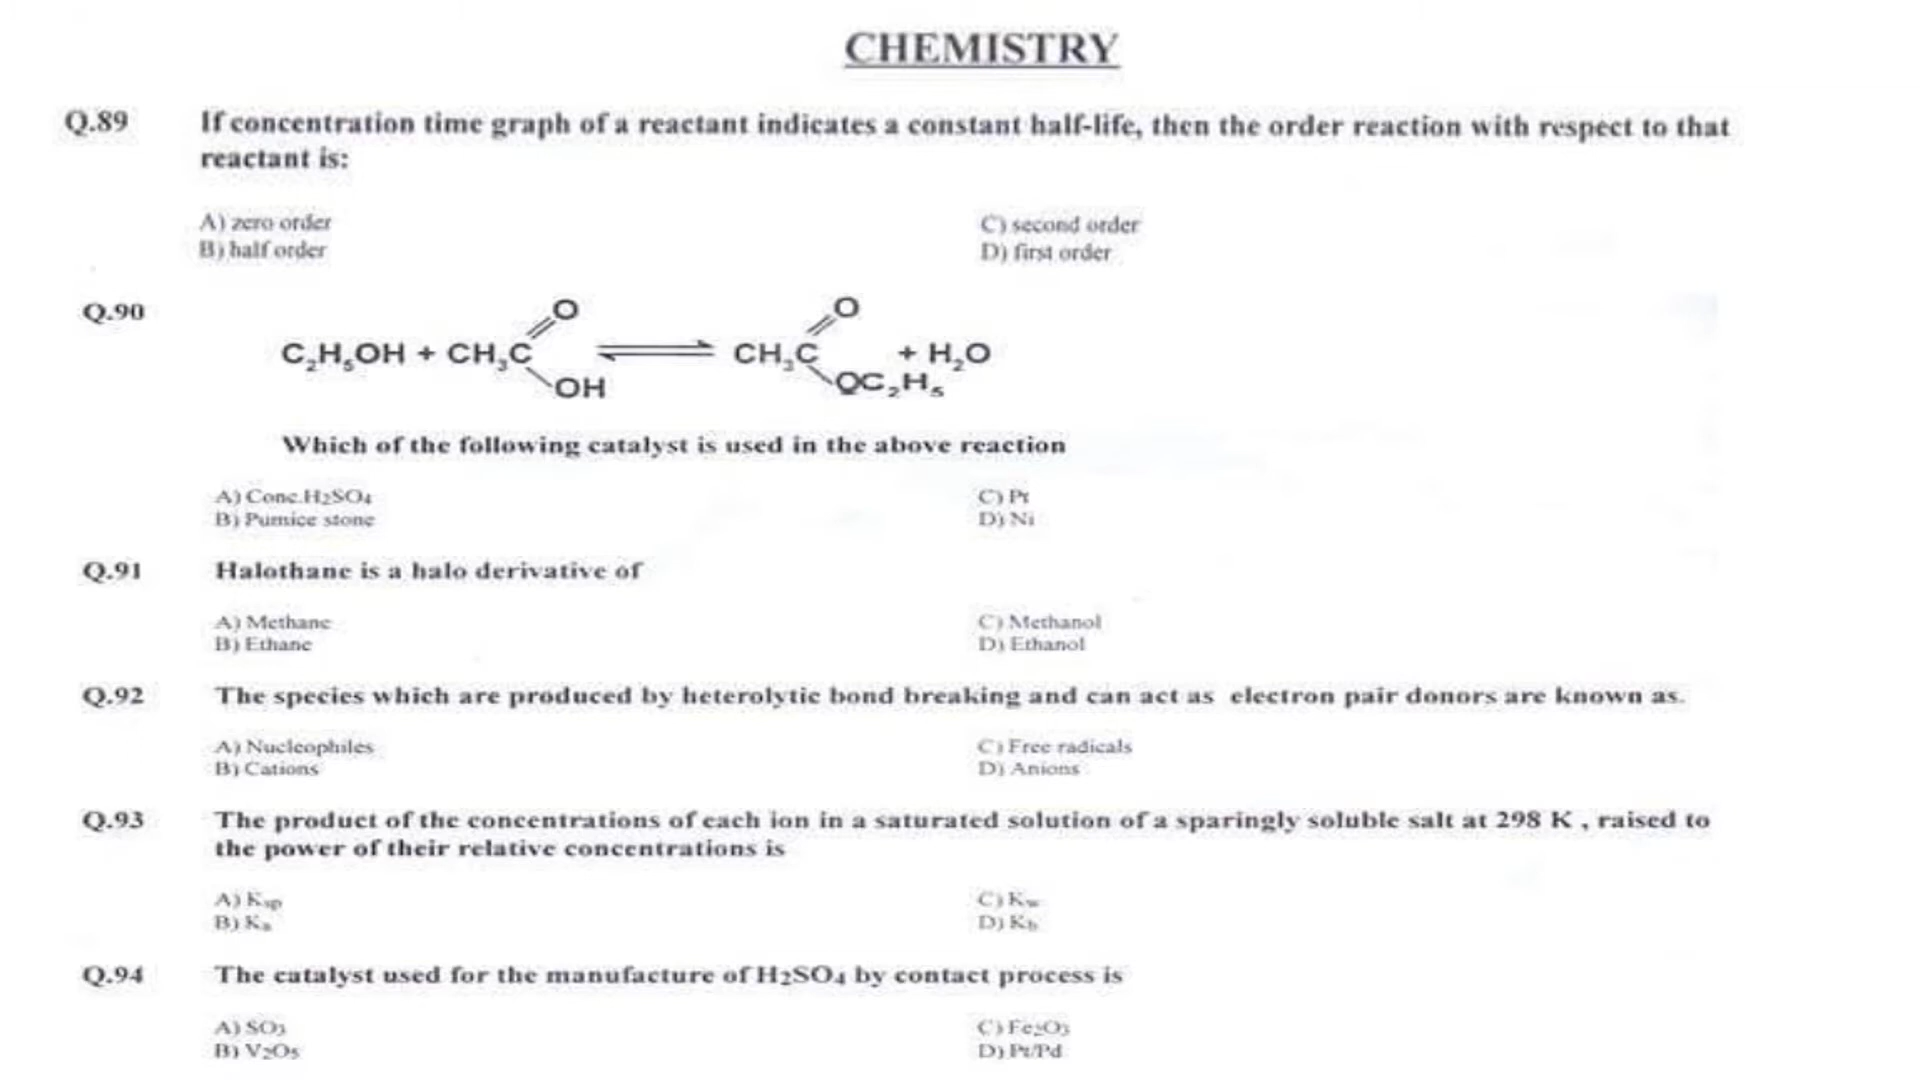 CHEMISTRY
Q.89 If concentration time graph of a reactant indicates a constant half-life, then the order reaction with respect to that
reactant is:
A) zero order C) second order
B) half order D) first order
Q.90
C₂H₅OH + CH₃C(=O)OH ⇌ CH₃C(=O)OC₂H₅ + H₂O
Which of the following catalyst is used in the above reaction
A) Conc.H₂SO₄ C) Pt
B) Pumice stone D) Ni
Q.91 Halothane is a halo derivative of
A) Methane C) Methanol
B) Ethane D) Ethanol
Q.92 The species which are produced by heterolytic bond breaking and can act as electron pair donors are known as.
A) Nucleophiles C) Free radicals
B) Cations D) Anions
Q.93 The product of the concentrations of each ion in a saturated solution of a sparingly soluble salt at 298 K , raised to
the power of their relative concentrations is
A) Ksp C) Kw
B) Ka D) Kb
Q.94 The catalyst used for the manufacture of H₂SO₄ by contact process is
A) SO₃ C) Fe₂O₃
B) V₂O₅ D) Pt/Pd